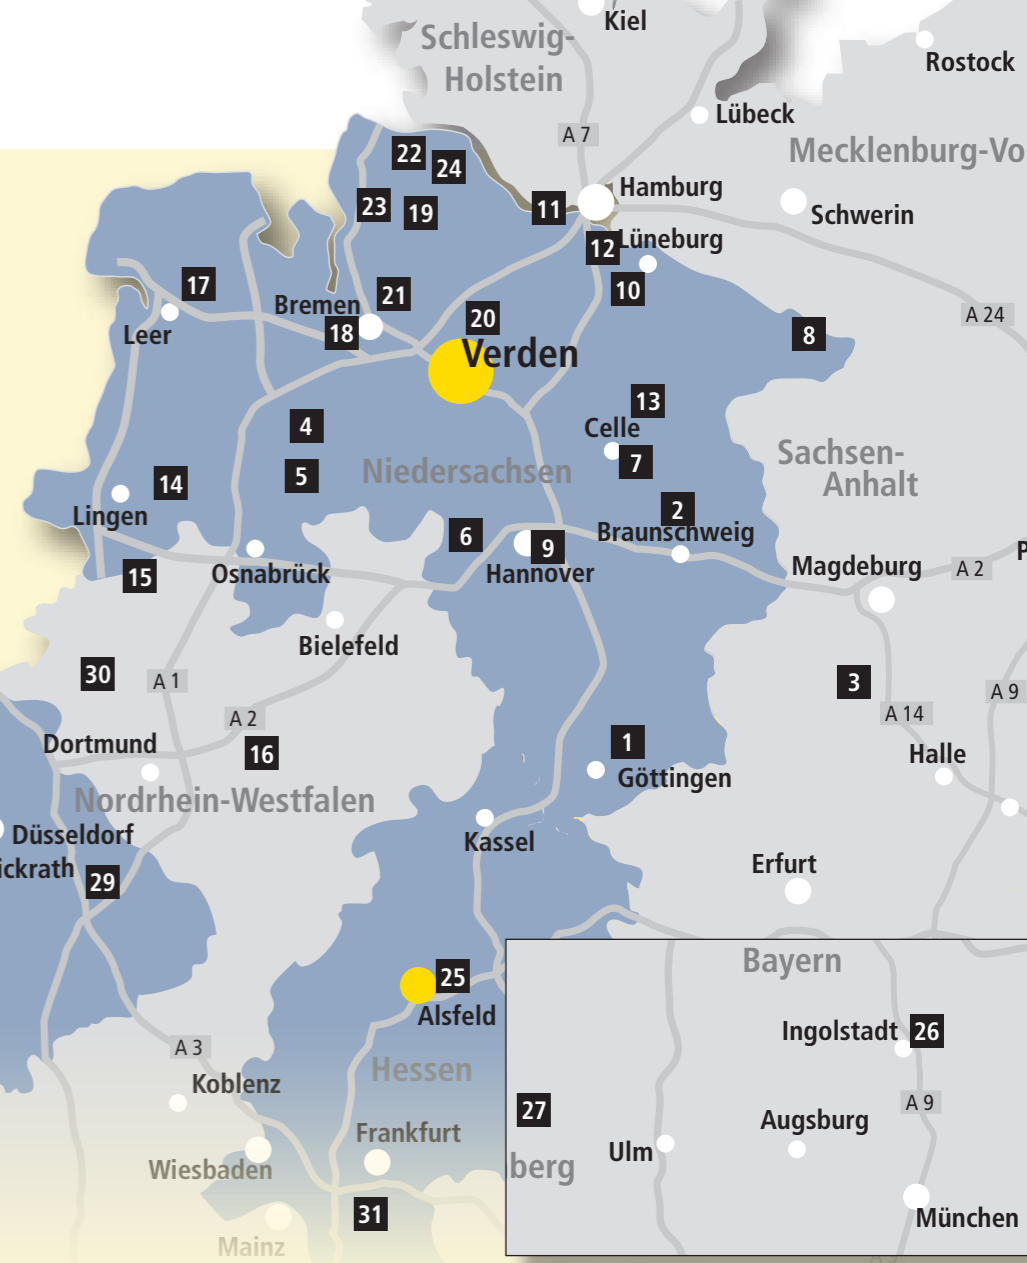 Kiel
Schleswig-
Holstein
Rostock
Lübeck
A 7
Mecklenburg-Vo
22
24
Hamburg
23
19
11
Schwerin
12
Lüneburg
17
10
21
Bremen
20
A 24
18
Leer
8
Verden
13
4
Celle
Niedersachsen
7
5
14
Sachsen-
Anhalt
Lingen
2
6
9
Braunschweig
15
Osnabrück
Hannover
Magdeburg
A 2
P
Bielefeld
30
A 1
3
A 9
A 2
A 14
Dortmund
16
1
Halle
Göttingen
Nordrhein-Westfalen
Düsseldorf
Kassel
ickrath
29
Erfurt
25
Bayern
Alsfeld
Ingolstadt
26
A 3
Hessen
Koblenz
27
A 9
Augsburg
Frankfurt
Ulm
Wiesbaden
berg
31
München
Mainz